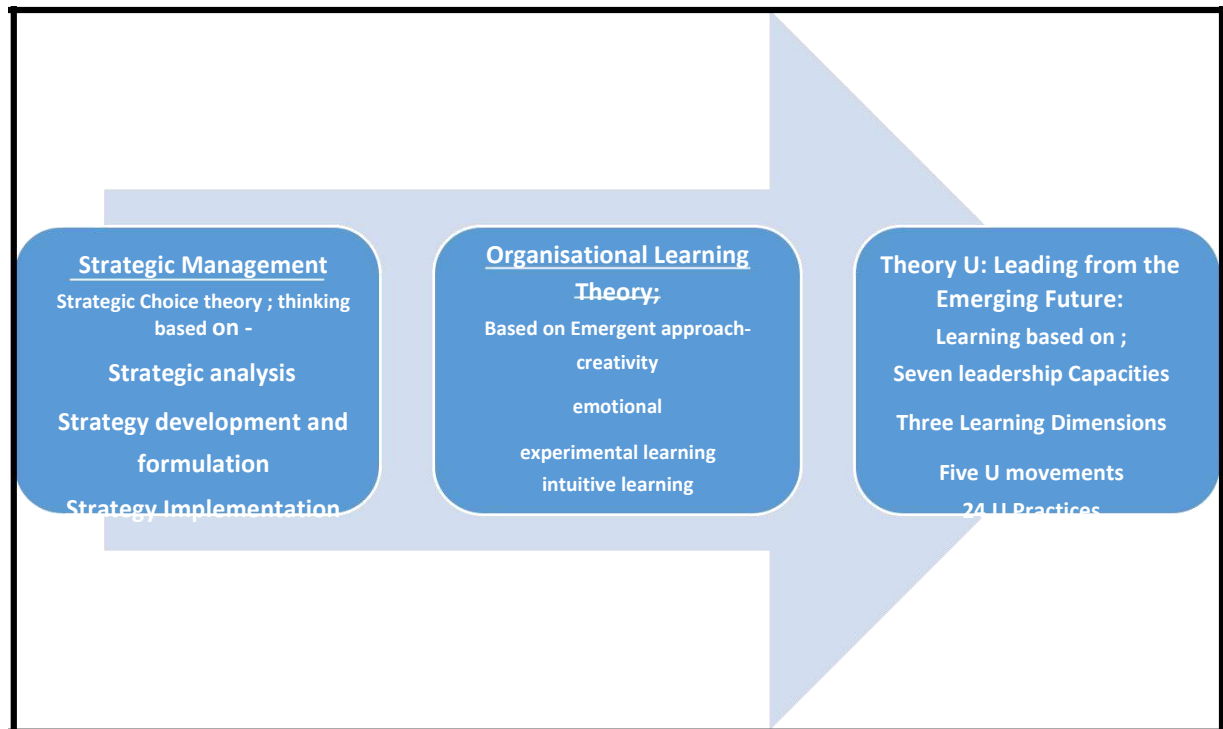 Strategic Management
Strategic Choice theory ; thinking
based on -
Strategic analysis
Strategy development and
formulation
Strategy Implementation
Organisational Learning
Theory;
Based on Emergent approach-
creativity
emotional
experimental learning
intuitive learning
Theory U: Leading from the
Emerging Future:
Learning based on ;
Seven leadership Capacities
Three Learning Dimensions
Five U movements
24 U Practices